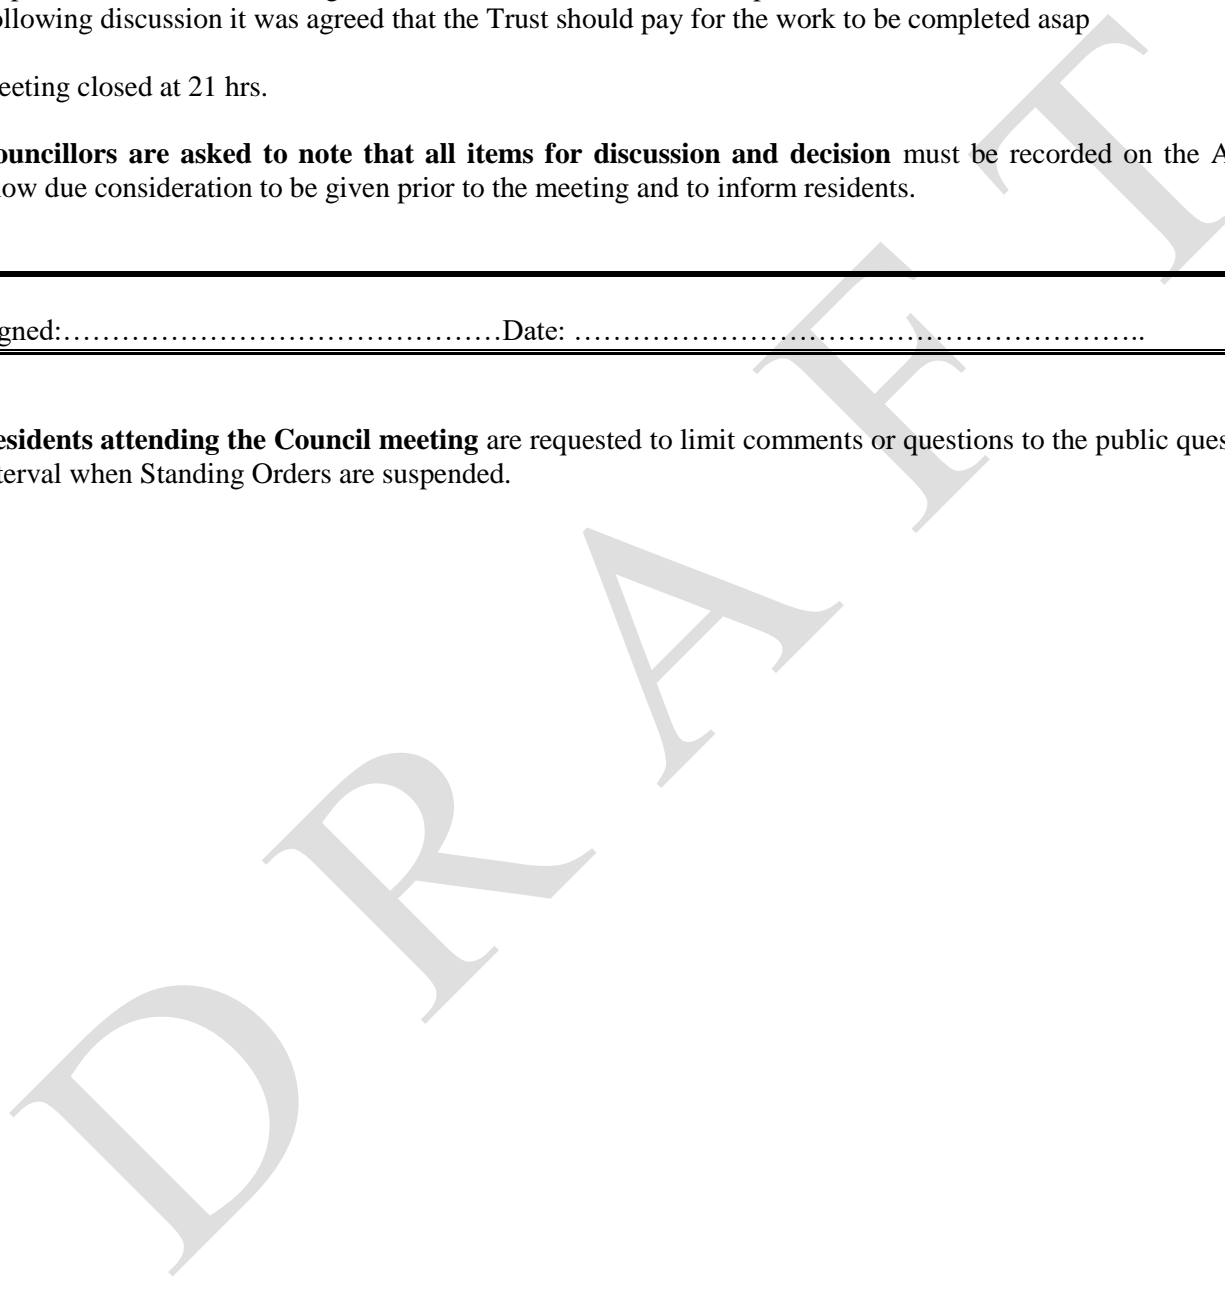 ollowing discussion it was agreed that the Trust should pay for the work to be completed asap
eeting closed at 21 hrs.
ouncillors are asked to note that all items for discussion and decision must be recorded on the A
low due consideration to be given prior to the meeting and to inform residents.
gned:………………………………………Date: …………………………………………………..
esidents attending the Council meeting are requested to limit comments or questions to the public ques
terval when Standing Orders are suspended.
DRAFT